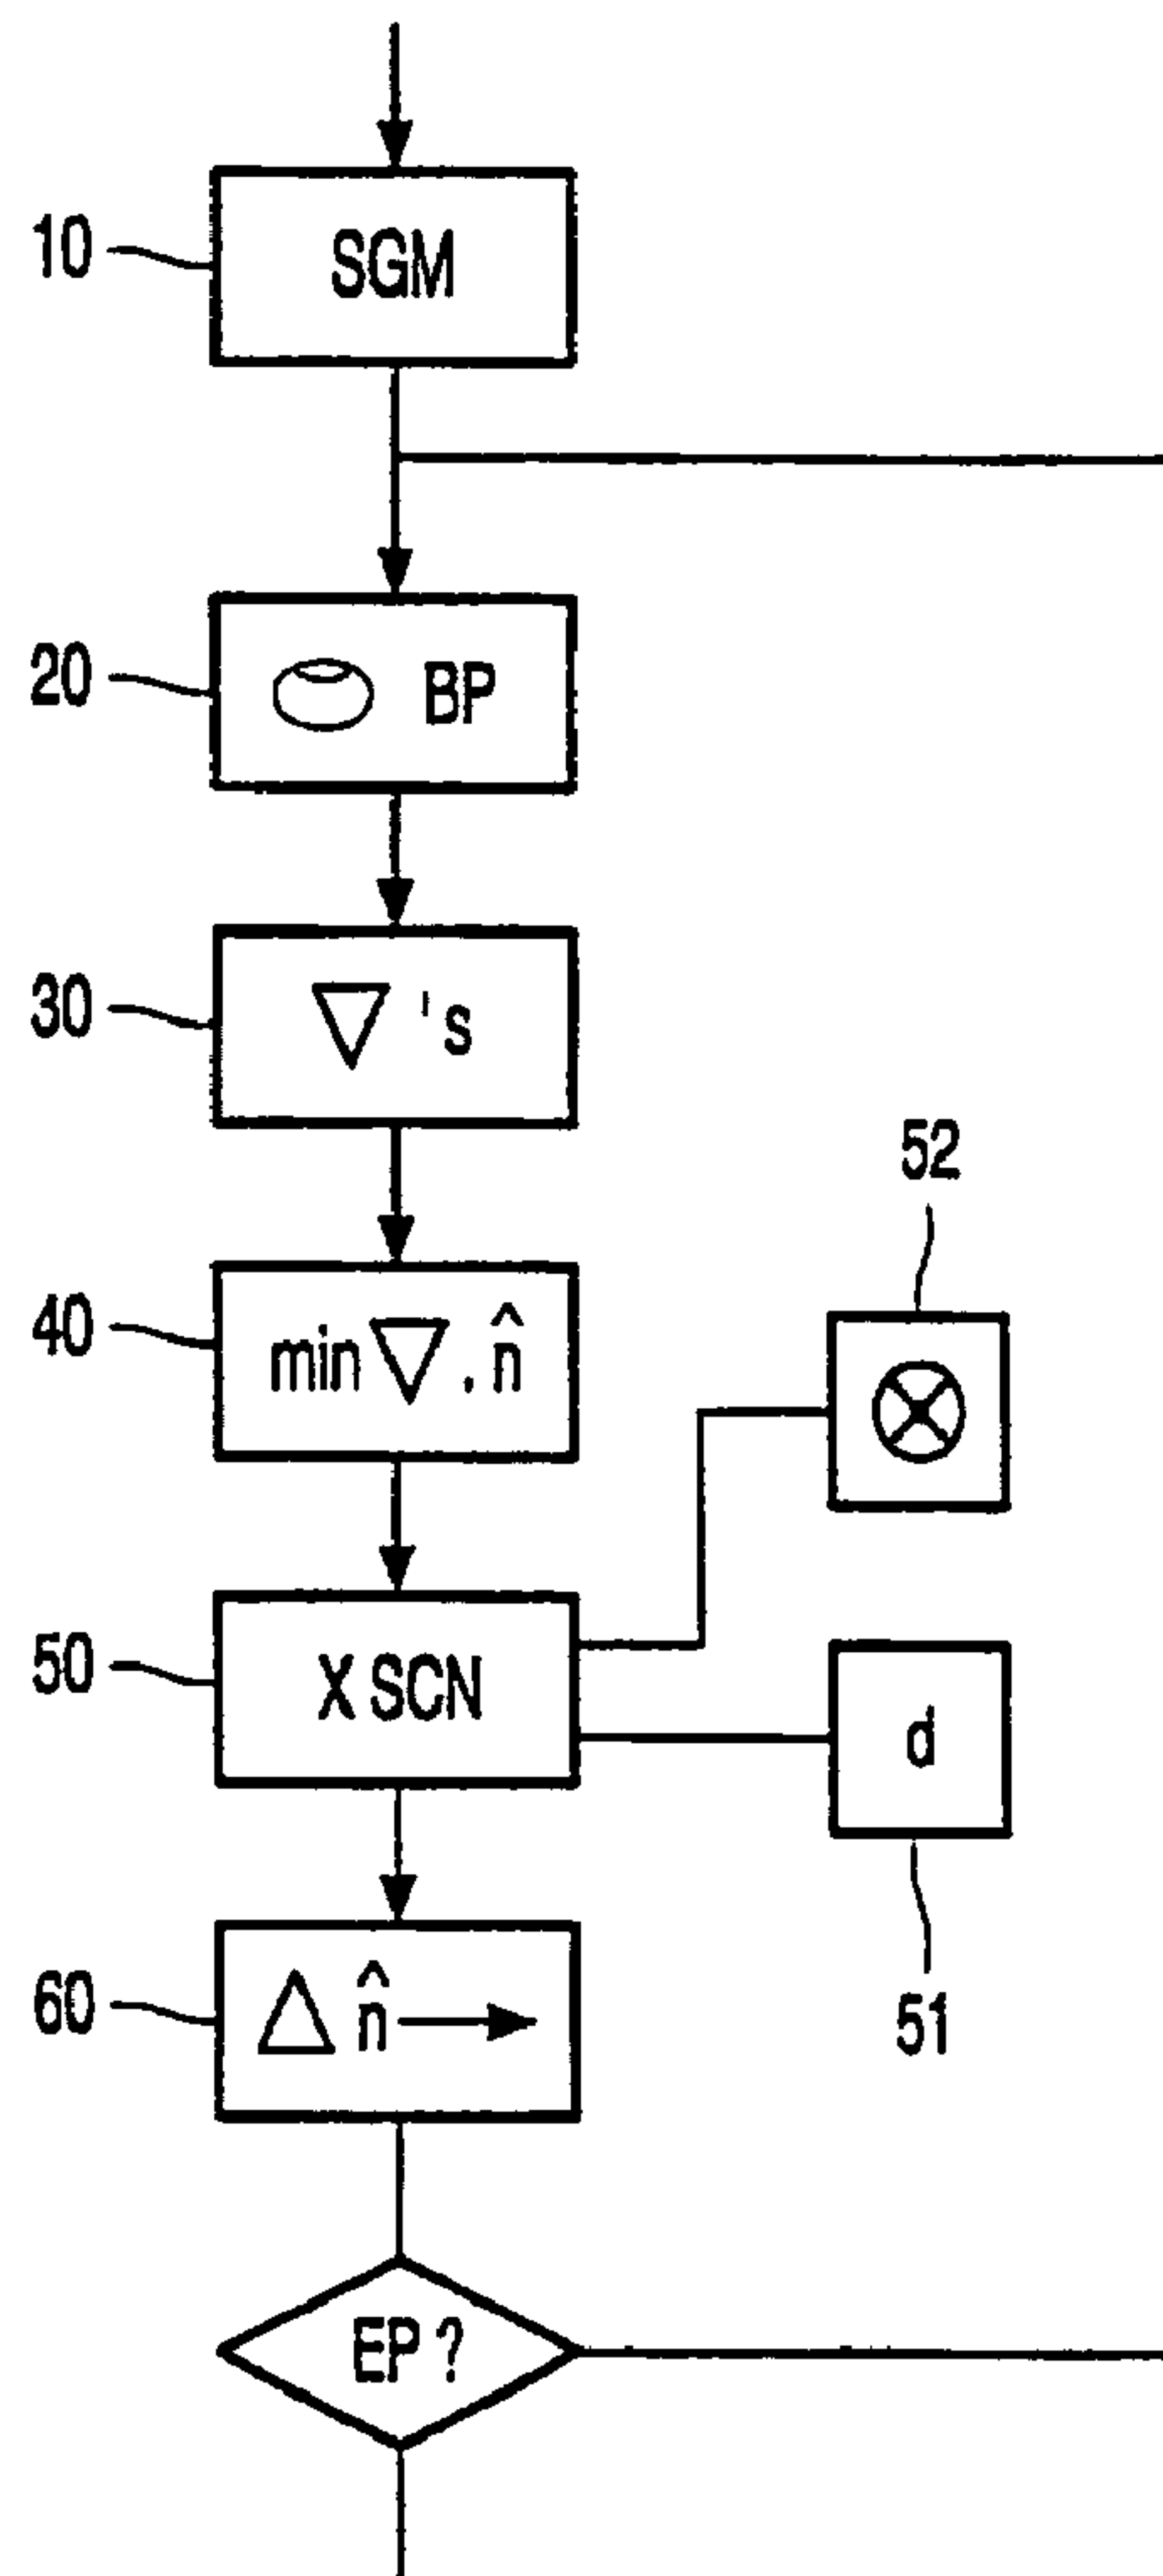 10
SGM
20
BP
30
▽ 's
52
40
min ▽ . n̂
50
X SCN
d
60
△ n̂ →
51
EP ?